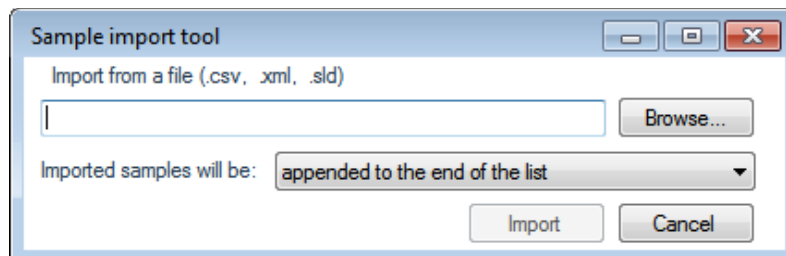 Sample import tool
Import from a file (.csv, .xml, .sld)
Browse...
Imported samples will be: appended to the end of the list
Import Cancel